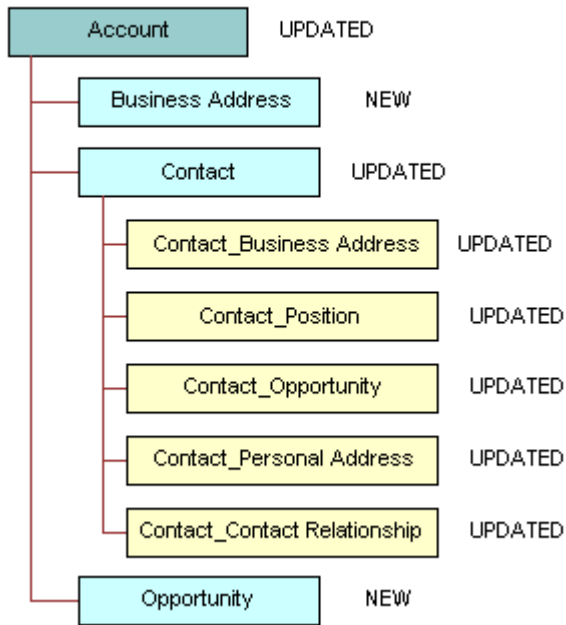 Account UPDATED
Business Address NEW
Contact UPDATED
Contact_Business Address UPDATED
Contact_Position UPDATED
Contact_Opportunity UPDATED
Contact_Personal Address UPDATED
Contact_Contact Relationship UPDATED
Opportunity NEW